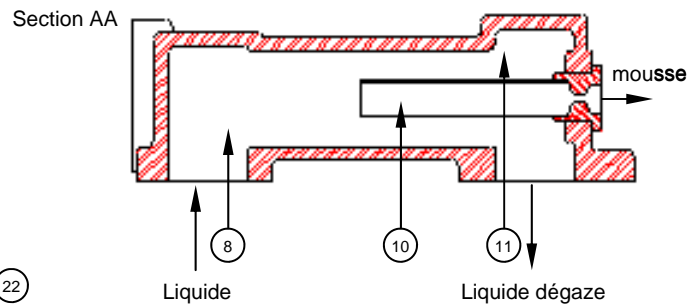 Section AA
mousse
8
10
11
22
Liquide
Liquide dégaze